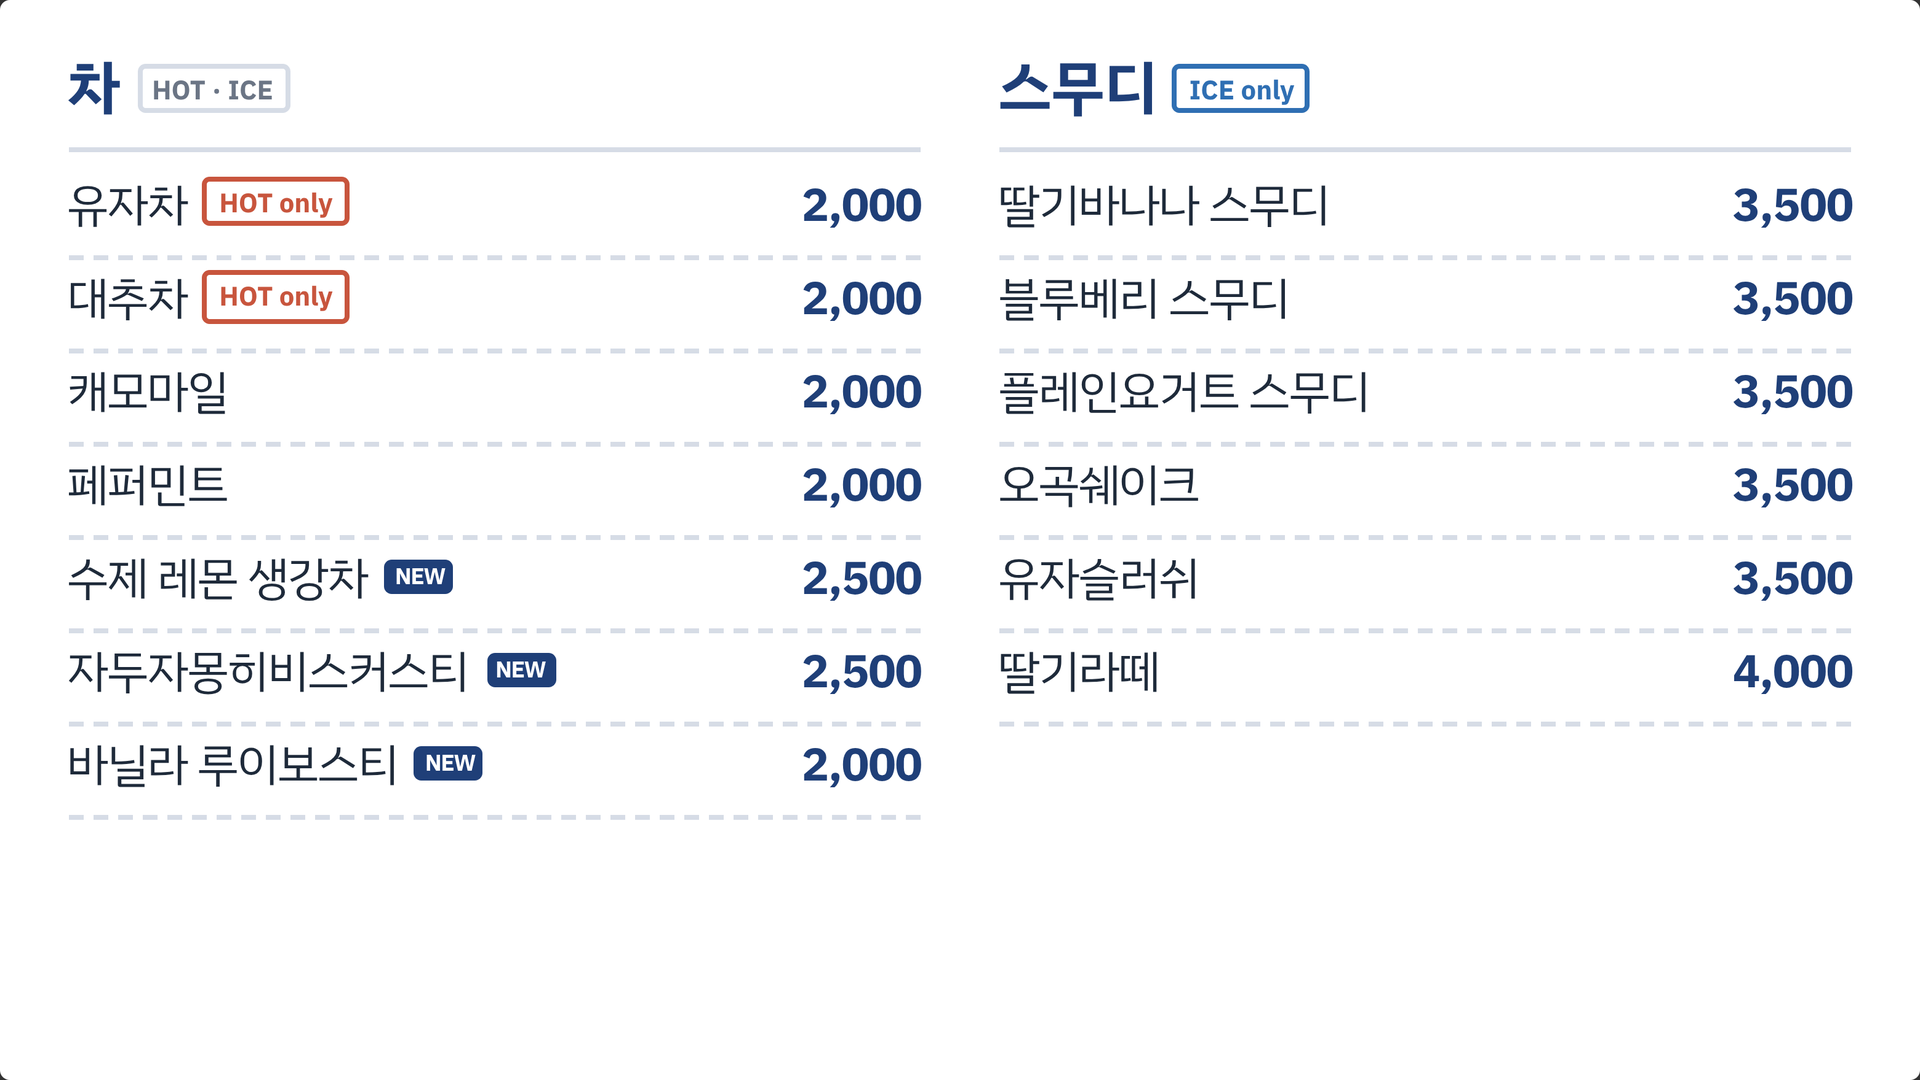 차 HOT · ICE
유자차 HOT only 2,000
대추차 HOT only 2,000
캐모마일 2,000
페퍼민트 2,000
수제 레몬 생강차 NEW 2,500
자두자몽히비스커스티 NEW 2,500
바닐라 루이보스티 NEW 2,000
스무디 ICE only
딸기바나나 스무디 3,500
블루베리 스무디 3,500
플레인요거트 스무디 3,500
오곡쉐이크 3,500
유자슬러쉬 3,500
딸기라떼 4,000